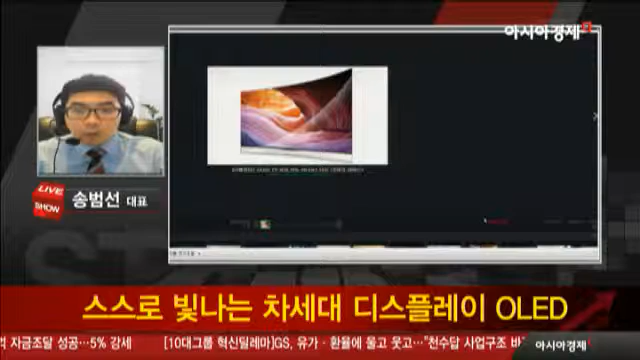 아시아경제
LIVE
SHOW
송범선 대표
스스로 빛나는 차세대 디스플레이 OLED
자금조달 성공...5% 강세 [10대그룹 혁신딜레마]GS, 유가·환율에 울고 웃고..."천수답 사업구조
아시아경제